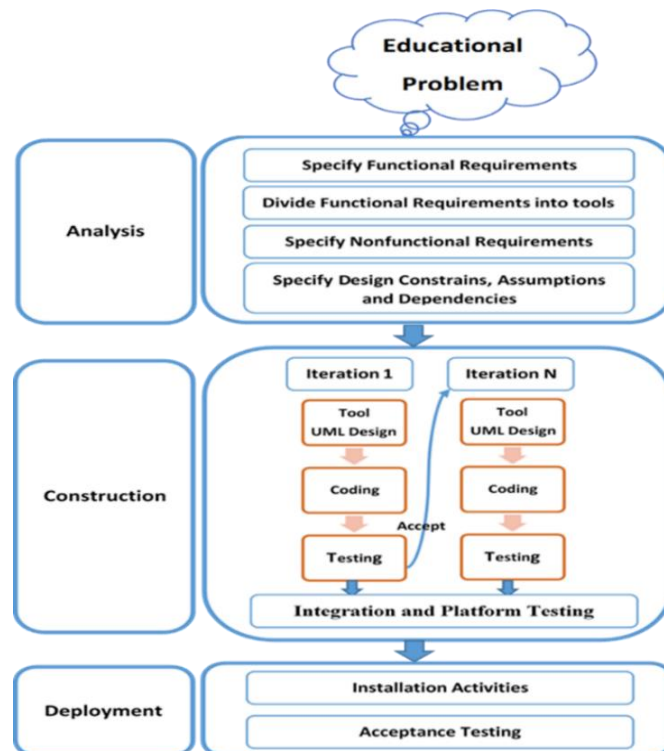 Educational
Problem
Analysis
Specify Functional Requirements
Divide Functional Requirements into tools
Specify Nonfunctional Requirements
Specify Design Constrains, Assumptions
and Dependencies
Construction
Iteration 1
Iteration N
Tool
UML Design
Tool
UML Design
Coding
Coding
Accept
Testing
Testing
Integration and Platform Testing
Deployment
Installation Activities
Acceptance Testing